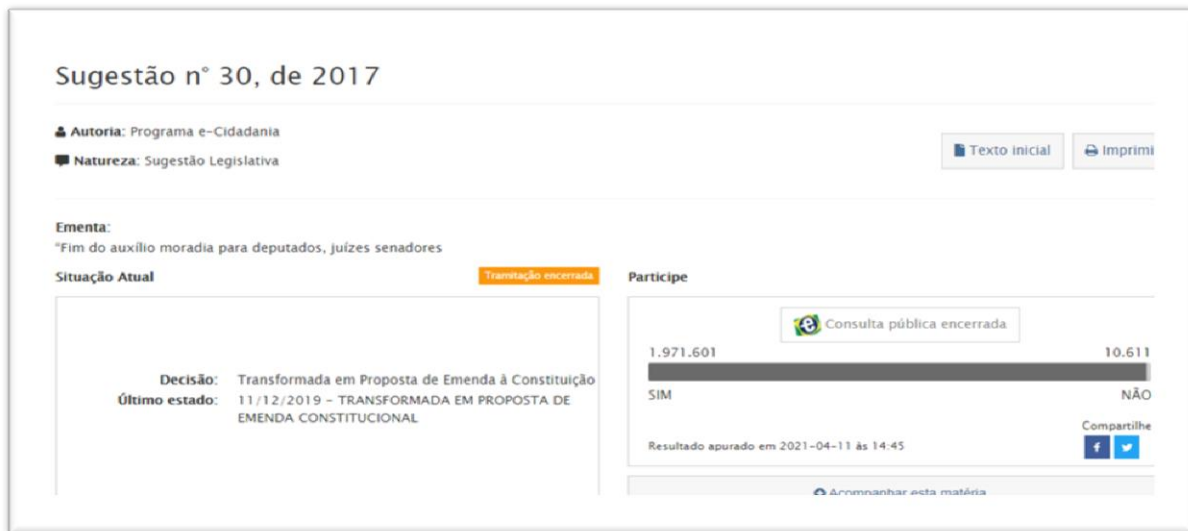 Sugestão n° 30, de 2017
Autoria: Programa e-Cidadania
Natureza: Sugestão Legislativa
Texto inicial
Imprimi
Ementa:
"Fim do auxílio moradia para deputados, juízes senadores
Situação Atual
Tramitação encerrada
Decisão: Transformada em Proposta de Emenda à Constituição
Último estado: 11/12/2019 - TRANSFORMADA EM PROPOSTA DE
EMENDA CONSTITUCIONAL
Participe
Consulta pública encerrada
1.971.601 10.611
SIM NÃO
Compartilhe
Resultado apurado em 2021-04-11 às 14:45
Acompanhar esta matéria